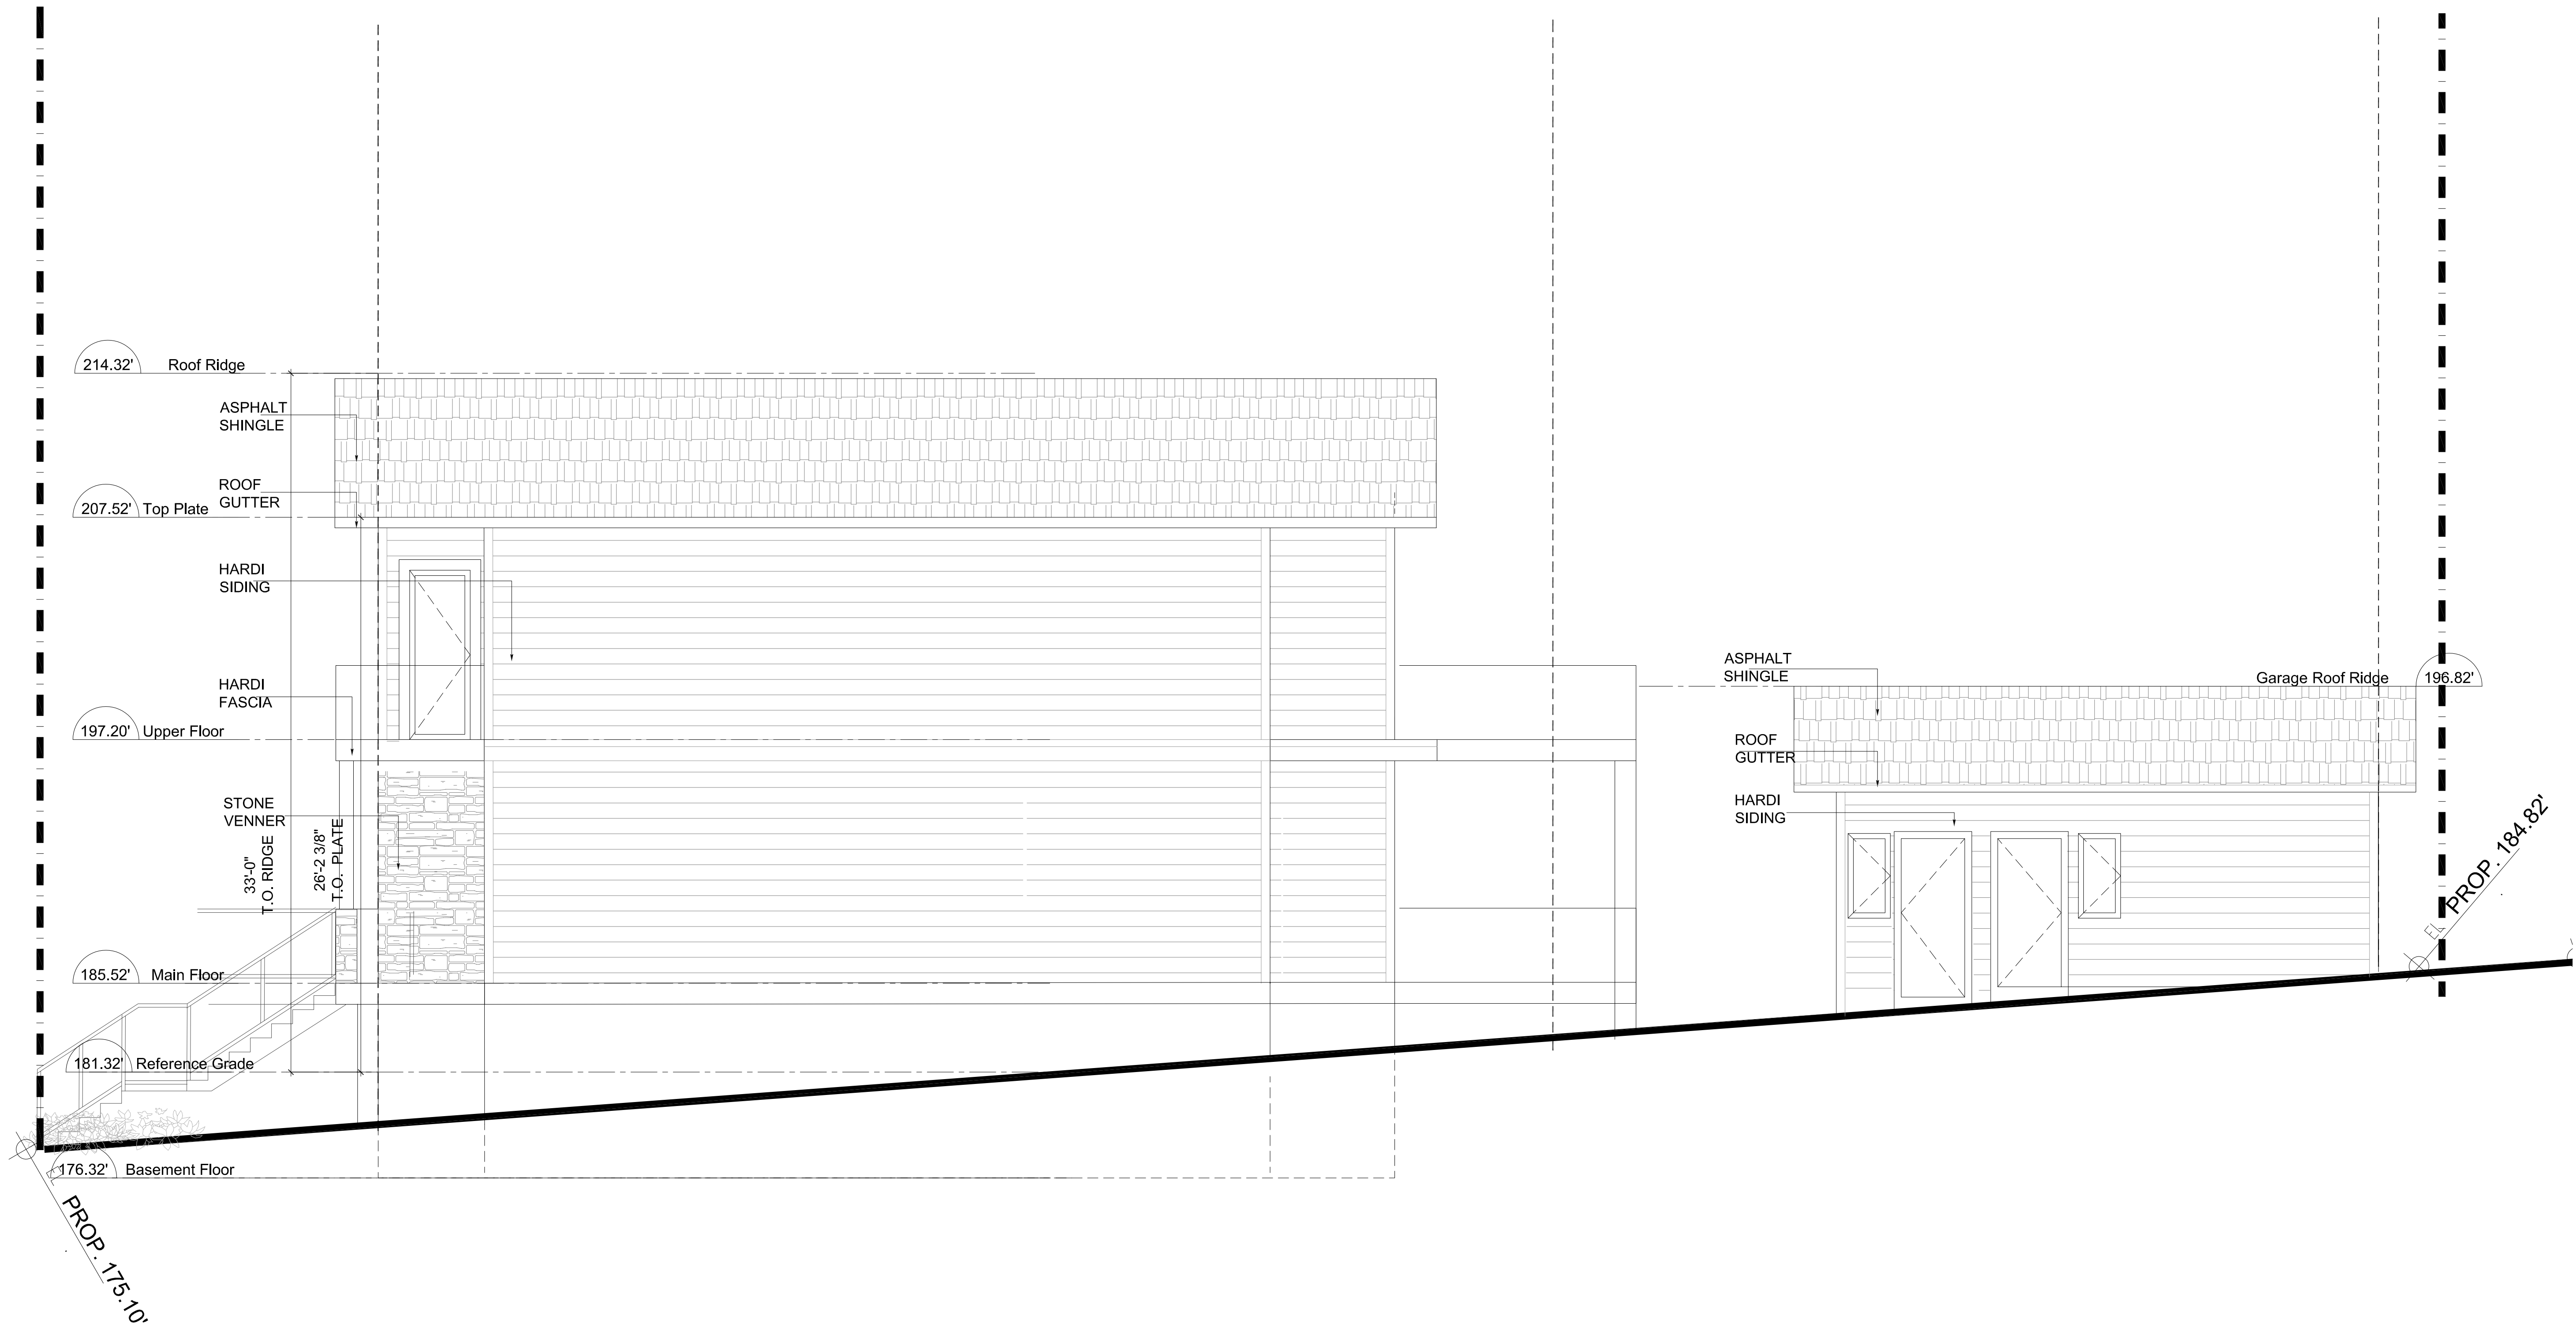 214.32' Roof Ridge
ASPHALT
SHINGLE
ROOF
GUTTER
207.52' Top Plate
HARDI
SIDING
HARDI
FASCIA
197.20' Upper Floor
STONE
VENNER
33'-0"
T.O. RIDGE
26'-2 3/8"
T.O. PLATE
185.52' Main Floor
181.32' Reference Grade
176.32' Basement Floor
PROP. 175.10'
ASPHALT
SHINGLE
Garage Roof Ridge 196.82'
ROOF
GUTTER
HARDI
SIDING
EL. PROP. 184.82'